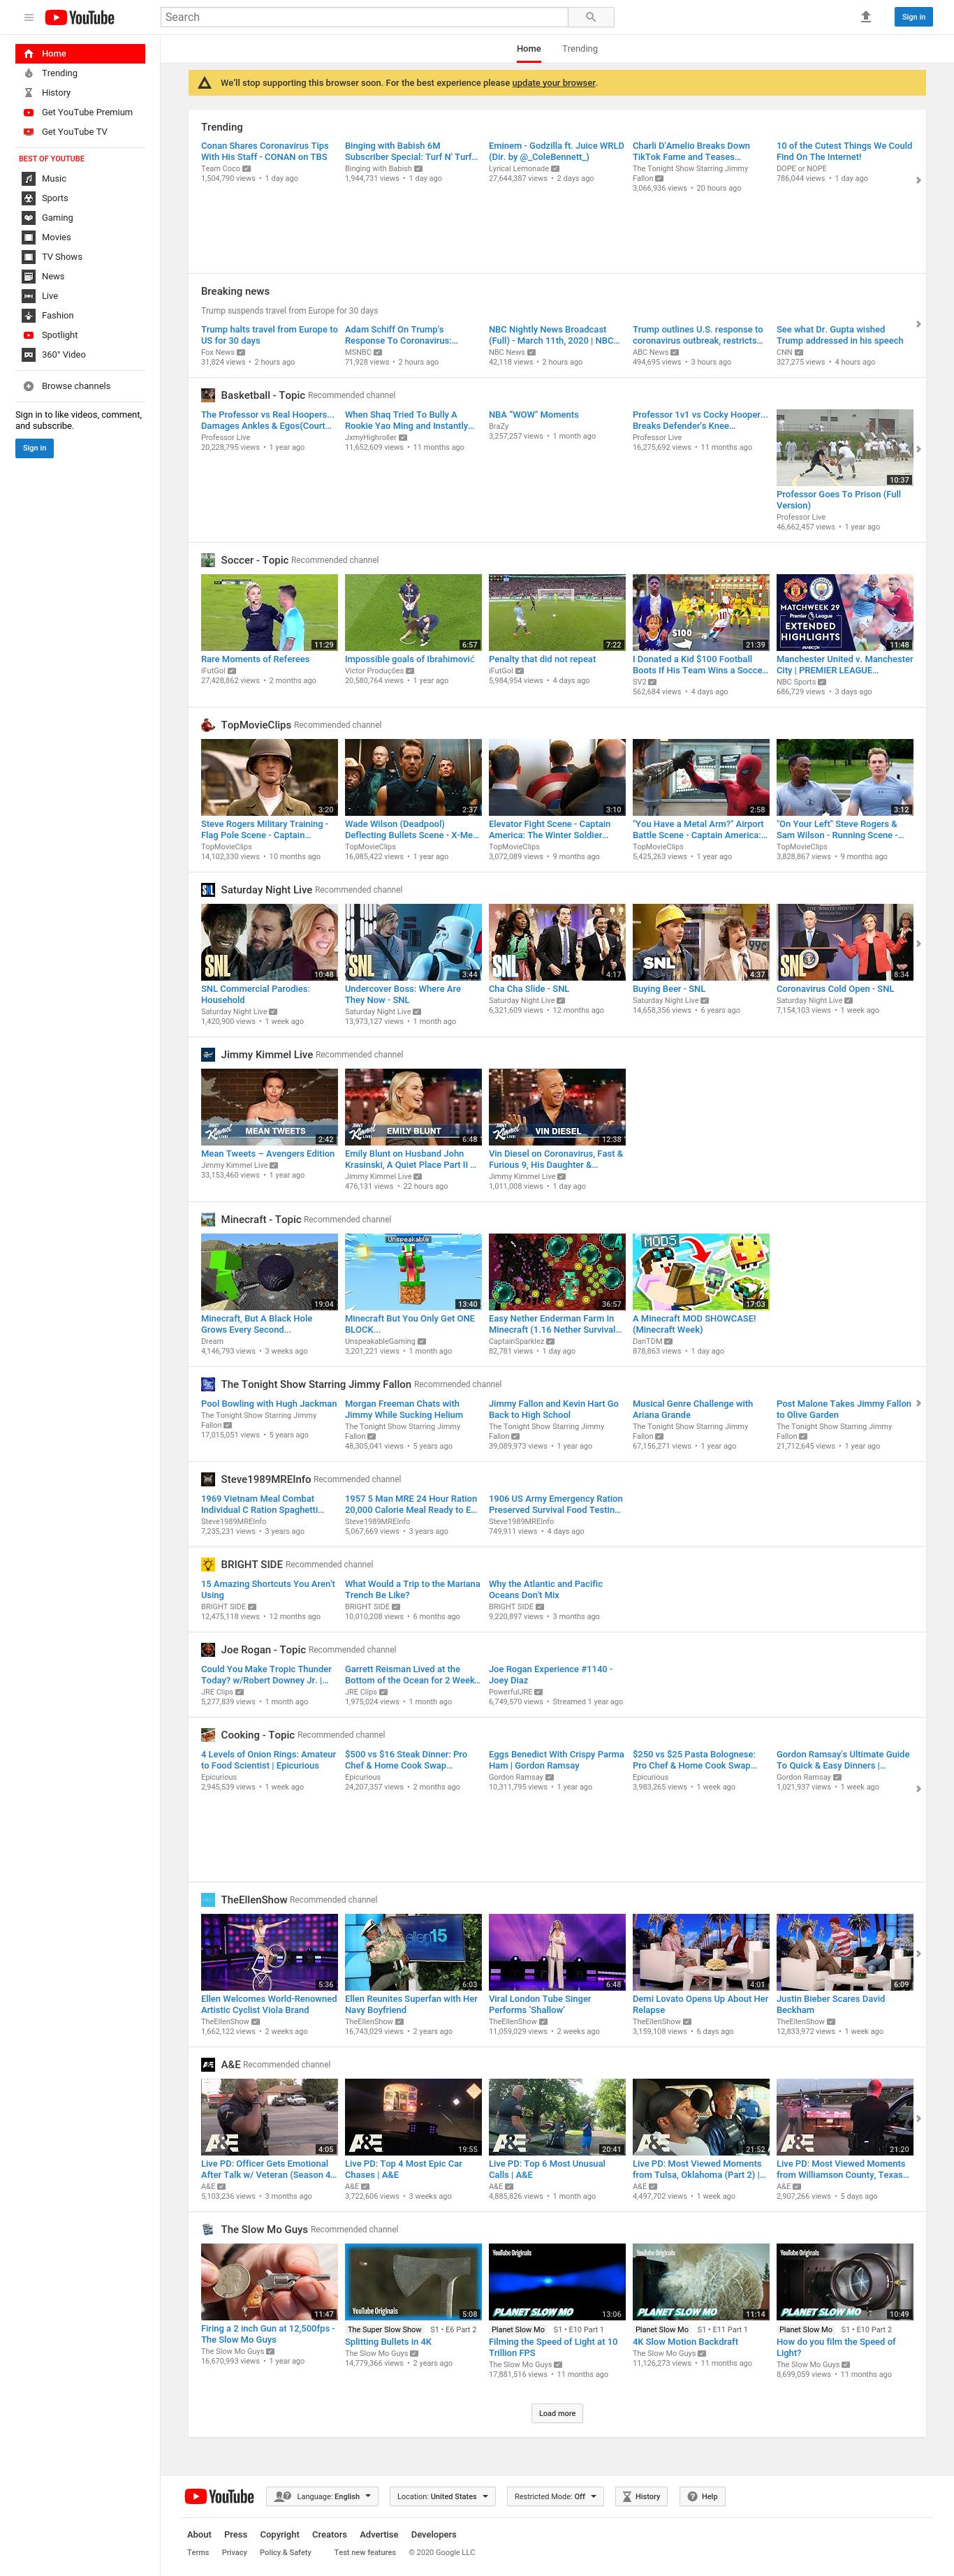 YouTube
Search
Sign in
Home
Trending
History
Get YouTube Premium
Get YouTube TV
BEST OF YOUTUBE
Music
Sports
Gaming
Movies
TV Shows
News
Live
Fashion
Spotlight
360° Video
Browse channels
Sign in to like videos, comment,
and subscribe.
Sign in
Home Trending
We'll stop supporting this browser soon. For the best experience please update your browser.
Trending
Conan Shares Coronavirus Tips
With His Staff - CONAN on TBS
Team Coco
1,504,790 views • 1 day ago
Binging with Babish 6M
Subscriber Special: Turf N' Turf...
Binging with Babish
1,944,731 views • 1 day ago
Eminem - Godzilla ft. Juice WRLD
(Dir. by @_ColeBennett_)
Lyrical Lemonade
27,644,387 views • 2 days ago
Charli D'Amelio Breaks Down
TikTok Fame and Teases...
The Tonight Show Starring Jimmy
Fallon
3,066,936 views • 20 hours ago
10 of the Cutest Things We Could
Find On The Internet!
DOPE or NOPE
786,044 views • 1 day ago
Breaking news
Trump suspends travel from Europe for 30 days
Trump halts travel from Europe to
US for 30 days
Fox News
31,824 views • 2 hours ago
Adam Schiff On Trump's
Response To Coronavirus:...
MSNBC
71,928 views • 2 hours ago
NBC Nightly News Broadcast
(Full) - March 11th, 2020 | NBC...
NBC News
42,118 views • 2 hours ago
Trump outlines U.S. response to
coronavirus outbreak, restricts...
ABC News
494,695 views • 3 hours ago
See what Dr. Gupta wished
Trump addressed in his speech
CNN
327,275 views • 4 hours ago
Basketball - Topic Recommended channel
The Professor vs Real Hoopers...
Damages Ankles & Egos(Court...
Professor Live
20,228,795 views • 1 year ago
When Shaq Tried To Bully A
Rookie Yao Ming and Instantly...
JxmyHighroller
11,652,609 views • 11 months ago
NBA "WOW" Moments
BraZy
3,257,257 views • 1 month ago
Professor 1v1 vs Cocky Hooper...
Breaks Defender's Knee...
Professor Live
16,275,692 views • 11 months ago
10:37
Professor Goes To Prison (Full
Version)
Professor Live
46,662,457 views • 1 year ago
Soccer - Topic Recommended channel
11:29
Rare Moments of Referees
iFutGol
27,428,862 views • 2 months ago
6:57
Impossible goals of Ibrahimović
Victor Produções
20,580,764 views • 1 year ago
7:22
Penalty that did not repeat
iFutGol
5,984,954 views • 4 days ago
$100
21:39
I Donated a Kid $100 Football
Boots If His Team Wins a Socce...
SV2
562,684 views • 4 days ago
MATCHWEEK 29
Premier League
EXTENDED
HIGHLIGHTS
11:48
Manchester United v. Manchester
City | PREMIER LEAGUE...
NBC Sports
686,729 views • 3 days ago
TopMovieClips Recommended channel
3:20
Steve Rogers Military Training -
Flag Pole Scene - Captain...
TopMovieClips
14,102,330 views • 10 months ago
2:37
Wade Wilson (Deadpool)
Deflecting Bullets Scene - X-Me...
TopMovieClips
16,085,422 views • 1 year ago
3:10
Elevator Fight Scene - Captain
America: The Winter Soldier...
TopMovieClips
3,072,089 views • 9 months ago
2:58
"You Have a Metal Arm?" Airport
Battle Scene - Captain America:...
TopMovieClips
5,425,263 views • 1 year ago
3:12
"On Your Left" Steve Rogers &
Sam Wilson - Running Scene -...
TopMovieClips
3,828,867 views • 9 months ago
Saturday Night Live Recommended channel
SNL
10:48
SNL Commercial Parodies:
Household
Saturday Night Live
1,420,900 views • 1 week ago
SNL
3:44
Undercover Boss: Where Are
They Now - SNL
Saturday Night Live
13,973,127 views • 1 month ago
SNL
4:17
Cha Cha Slide - SNL
Saturday Night Live
6,321,609 views • 12 months ago
SNL
99¢
4:37
Buying Beer - SNL
Saturday Night Live
14,658,356 views • 6 years ago
SNL
8:34
Coronavirus Cold Open - SNL
Saturday Night Live
7,154,103 views • 1 week ago
Jimmy Kimmel Live Recommended channel
MEAN TWEETS
2:42
Mean Tweets – Avengers Edition
Jimmy Kimmel Live
33,153,460 views • 1 year ago
EMILY BLUNT
6:48
Emily Blunt on Husband John
Krasinski, A Quiet Place Part II ...
Jimmy Kimmel Live
476,131 views • 22 hours ago
VIN DIESEL
12:38
Vin Diesel on Coronavirus, Fast &
Furious 9, His Daughter &...
Jimmy Kimmel Live
1,011,008 views • 1 day ago
Minecraft - Topic Recommended channel
19:04
Minecraft, But A Black Hole
Grows Every Second...
Dream
4,146,793 views • 3 weeks ago
Unspeakable
13:40
Minecraft But You Only Get ONE
BLOCK...
UnspeakableGaming
3,201,221 views • 1 month ago
36:57
Easy Nether Enderman Farm In
Minecraft (1.16 Nether Survival...
CaptainSparklez
82,781 views • 1 day ago
MODS
17:03
A Minecraft MOD SHOWCASE!
(Minecraft Week)
DanTDM
878,863 views • 1 day ago
The Tonight Show Starring Jimmy Fallon Recommended channel
Pool Bowling with Hugh Jackman
The Tonight Show Starring Jimmy
Fallon
17,015,051 views • 5 years ago
Morgan Freeman Chats with
Jimmy While Sucking Helium
The Tonight Show Starring Jimmy
Fallon
48,305,041 views • 5 years ago
Jimmy Fallon and Kevin Hart Go
Back to High School
The Tonight Show Starring Jimmy
Fallon
39,089,973 views • 1 year ago
Musical Genre Challenge with
Ariana Grande
The Tonight Show Starring Jimmy
Fallon
67,156,271 views • 1 year ago
Post Malone Takes Jimmy Fallon
to Olive Garden
The Tonight Show Starring Jimmy
Fallon
21,712,645 views • 1 year ago
Steve1989MREInfo Recommended channel
1969 Vietnam Meal Combat
Individual C Ration Spaghetti...
Steve1989MREInfo
7,235,231 views • 3 years ago
1957 5 Man MRE 24 Hour Ration
20,000 Calorie Meal Ready to E...
Steve1989MREInfo
5,067,669 views • 3 years ago
1906 US Army Emergency Ration
Preserved Survival Food Testin...
Steve1989MREInfo
749,911 views • 4 days ago
BRIGHT SIDE Recommended channel
15 Amazing Shortcuts You Aren't
Using
BRIGHT SIDE
12,475,118 views • 12 months ago
What Would a Trip to the Mariana
Trench Be Like?
BRIGHT SIDE
10,010,208 views • 6 months ago
Why the Atlantic and Pacific
Oceans Don't Mix
BRIGHT SIDE
9,220,897 views • 3 months ago
Joe Rogan - Topic Recommended channel
Could You Make Tropic Thunder
Today? w/Robert Downey Jr. |...
JRE Clips
5,277,839 views • 1 month ago
Garrett Reisman Lived at the
Bottom of the Ocean for 2 Week...
JRE Clips
1,975,024 views • 1 month ago
Joe Rogan Experience #1140 -
Joey Diaz
PowerfulJRE
6,749,570 views • Streamed 1 year ago
Cooking - Topic Recommended channel
4 Levels of Onion Rings: Amateur
to Food Scientist | Epicurious
Epicurious
2,945,539 views • 1 week ago
$500 vs $16 Steak Dinner: Pro
Chef & Home Cook Swap...
Epicurious
24,207,357 views • 2 months ago
Eggs Benedict With Crispy Parma
Ham | Gordon Ramsay
Gordon Ramsay
10,311,795 views • 1 year ago
$250 vs $25 Pasta Bolognese:
Pro Chef & Home Cook Swap...
Epicurious
3,983,265 views • 1 week ago
Gordon Ramsay's Ultimate Guide
To Quick & Easy Dinners |...
Gordon Ramsay
1,021,937 views • 1 week ago
TheEllenShow Recommended channel
5:36
Ellen Welcomes World-Renowned
Artistic Cyclist Viola Brand
TheEllenShow
1,662,122 views • 2 weeks ago
ellen15
6:03
Ellen Reunites Superfan with Her
Navy Boyfriend
TheEllenShow
16,743,029 views • 2 years ago
6:48
Viral London Tube Singer
Performs 'Shallow'
TheEllenShow
11,059,029 views • 2 weeks ago
4:01
Demi Lovato Opens Up About Her
Relapse
TheEllenShow
3,159,108 views • 6 days ago
6:09
Justin Bieber Scares David
Beckham
TheEllenShow
12,833,972 views • 1 week ago
A&E Recommended channel
A&E
4:05
Live PD: Officer Gets Emotional
After Talk w/ Veteran (Season 4...
A&E
5,103,236 views • 3 months ago
A&E
19:55
Live PD: Top 4 Most Epic Car
Chases | A&E
A&E
3,722,606 views • 3 weeks ago
A&E
20:41
Live PD: Top 6 Most Unusual
Calls | A&E
A&E
4,885,826 views • 1 month ago
A&E
21:52
Live PD: Most Viewed Moments
from Tulsa, Oklahoma (Part 2) |...
A&E
4,497,702 views • 1 week ago
A&E
21:20
Live PD: Most Viewed Moments
from Williamson County, Texas...
A&E
2,907,266 views • 5 days ago
The Slow Mo Guys Recommended channel
11:47
Firing a 2 inch Gun at 12,500fps -
The Slow Mo Guys
The Slow Mo Guys
16,670,993 views • 1 year ago
YouTube Originals
5:08
The Super Slow Show S1 • E6 Part 2
Splitting Bullets in 4K
The Slow Mo Guys
14,779,366 views • 2 years ago
YouTube Originals
PLANET SLOW MO
13:06
Planet Slow Mo S1 • E10 Part 1
Filming the Speed of Light at 10
Trillion FPS
The Slow Mo Guys
17,881,516 views • 11 months ago
YouTube Originals
PLANET SLOW MO
11:14
Planet Slow Mo S1 • E11 Part 1
4K Slow Motion Backdraft
The Slow Mo Guys
11,126,273 views • 11 months ago
YouTube Originals
PLANET SLOW MO
10:49
Planet Slow Mo S1 • E10 Part 2
How do you film the Speed of
Light?
The Slow Mo Guys
8,699,059 views • 11 months ago
Load more
YouTube
Language: English
Location: United States
Restricted Mode: Off
History
Help
About Press Copyright Creators Advertise Developers
Terms Privacy Policy & Safety Test new features © 2020 Google LLC